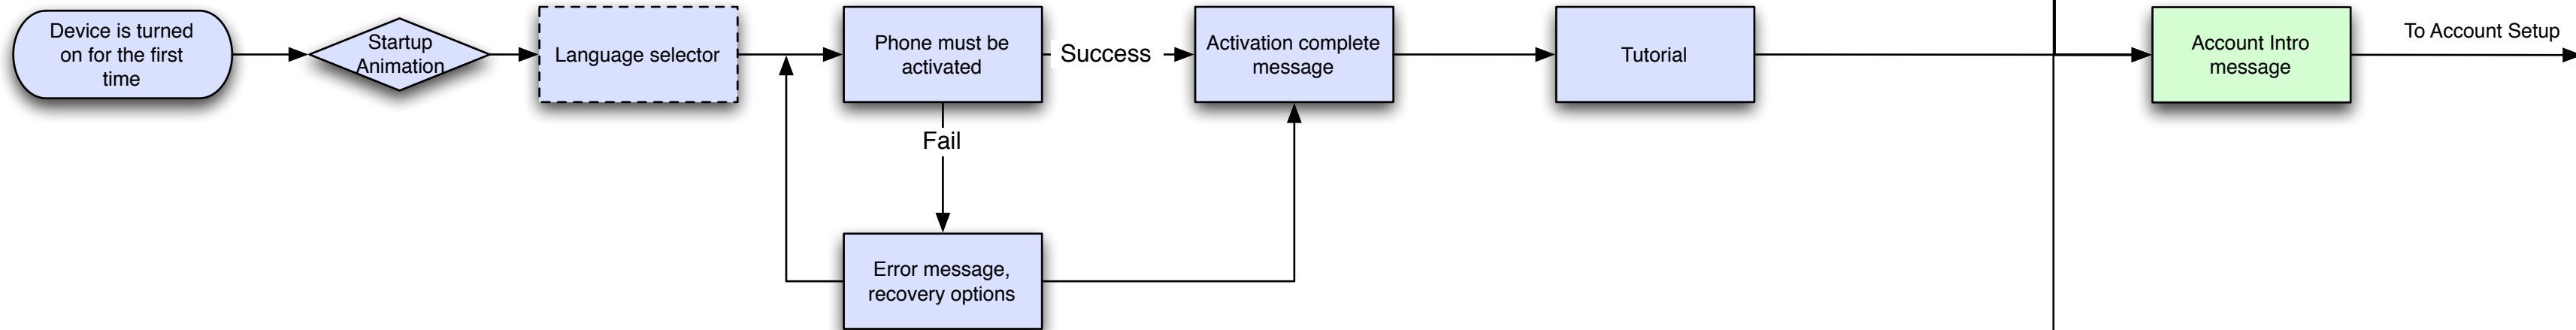 Device is turned
on for the first
time
Startup
Animation
Language selector
Phone must be
activated
Success
Activation complete
message
Tutorial
Account Intro
message
To Account Setup
Fail
Error message,
recovery options